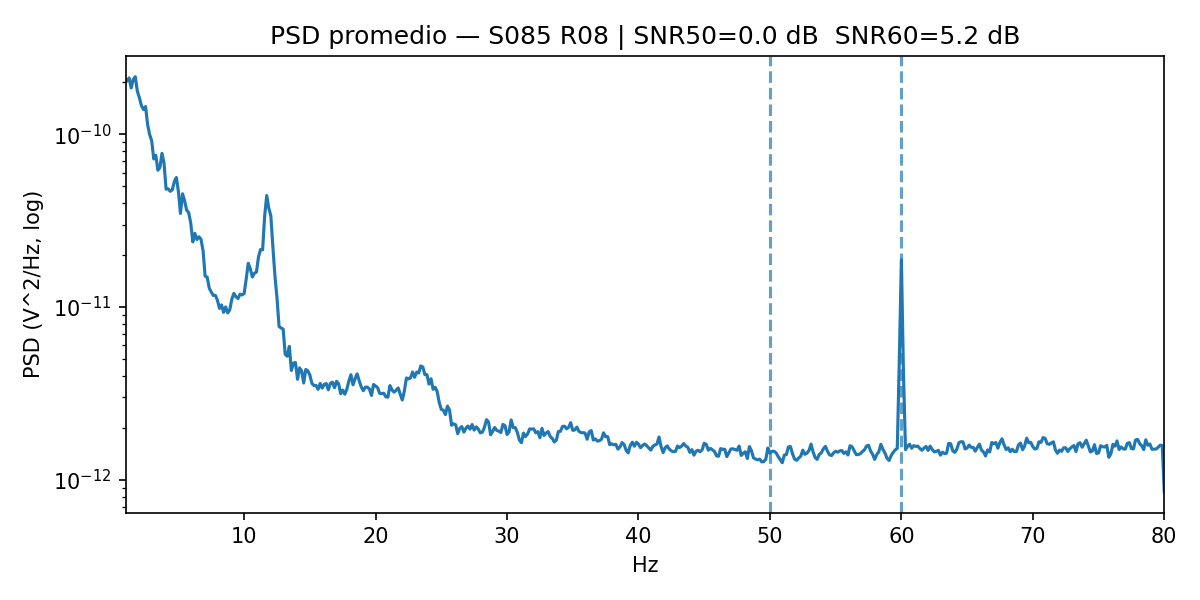 PSD promedio — S085 R08 | SNR50=0.0 dB  SNR60=5.2 dB
PSD (V^2/Hz, log)
10⁻¹⁰
10⁻¹¹
10⁻¹²
10 20 30 40 50 60 70 80
Hz